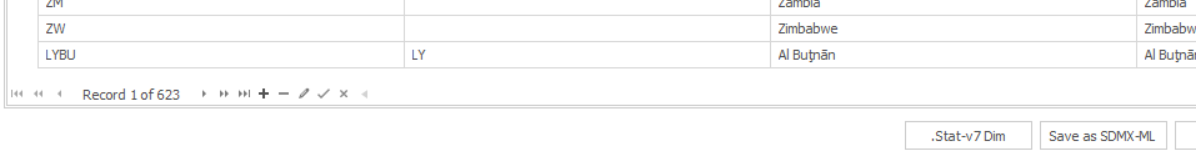 ZM Zambia Zambia
ZW Zimbabwe Zimbabw
LYBU LY Al Buţnān Al Buţnān
Record 1 of 623
.Stat-v7 Dim Save as SDMX-ML